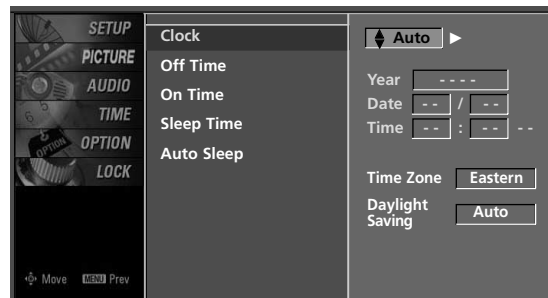 SETUP
PICTURE
AUDIO
TIME
OPTION
LOCK
Move MENU Prev
Clock
Off Time
On Time
Sleep Time
Auto Sleep
Auto
Year - - - -
Date - - / - -
Time - - : - - - -
Time Zone Eastern
Daylight
Saving
Auto